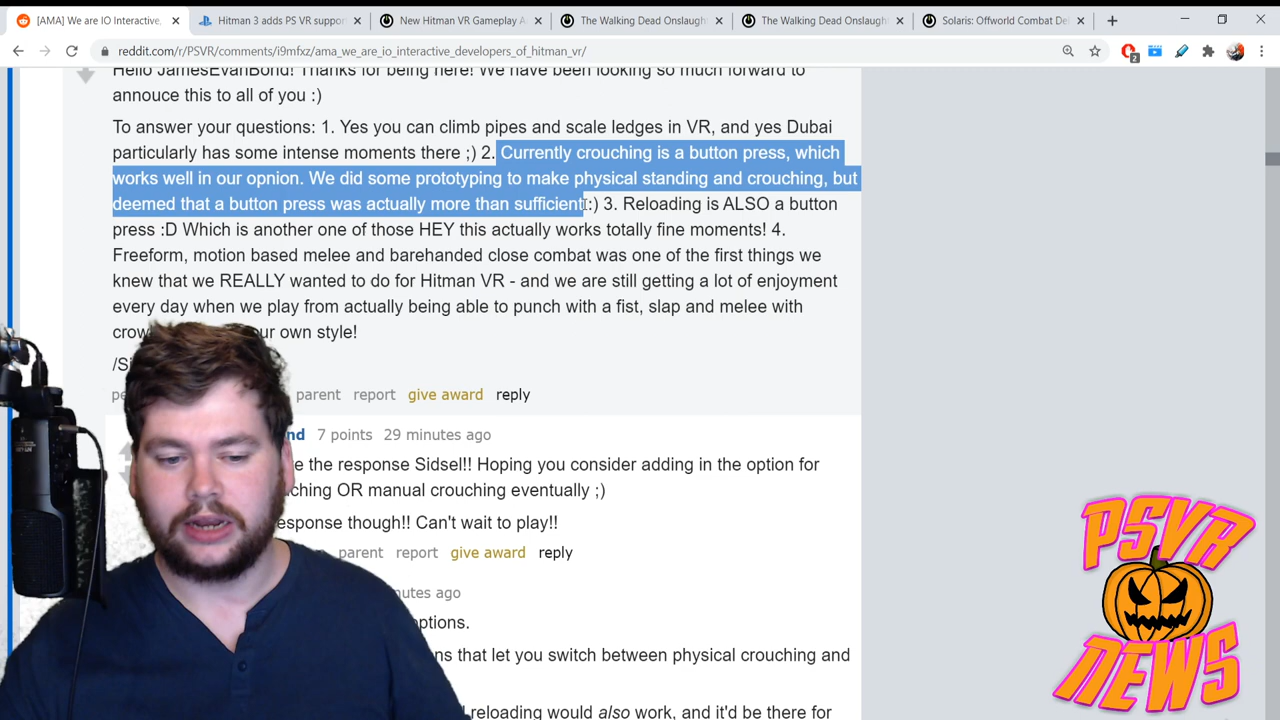 [AMA] We are IO Interactive,
Hitman 3 adds PS VR support
New Hitman VR Gameplay A
The Walking Dead Onslaugh
The Walking Dead Onslaugh
Solaris: Offworld Combat De
reddit.com/r/PSVR/comments/i9mfxz/ama_we_are_io_interactive_developers_of_hitman_vr/
2
Hello JamesEvanBond! Thanks for being here! We have been looking so much forward to
annouce this to all of you :)
To answer your questions: 1. Yes you can climb pipes and scale ledges in VR, and yes Dubai
particularly has some intense moments there ;) 2. Currently crouching is a button press, which
works well in our opnion. We did some prototyping to make physical standing and crouching, but
deemed that a button press was actually more than sufficient :) 3. Reloading is ALSO a button
press :D Which is another one of those HEY this actually works totally fine moments! 4.
Freeform, motion based melee and barehanded close combat was one of the first things we
knew that we REALLY wanted to do for Hitman VR - and we are still getting a lot of enjoyment
every day when we play from actually being able to punch with a fist, slap and melee with
crow ur own style!
/Si
pe parent report give award reply
nd 7 points 29 minutes ago
e the response Sidsel!! Hoping you consider adding in the option for
ching OR manual crouching eventually ;)
esponse though!! Can't wait to play!!
parent report give award reply
nutes ago
options.
ns that let you switch between physical crouching and
reloading would also work, and it'd be there for
PSVR
NEWS